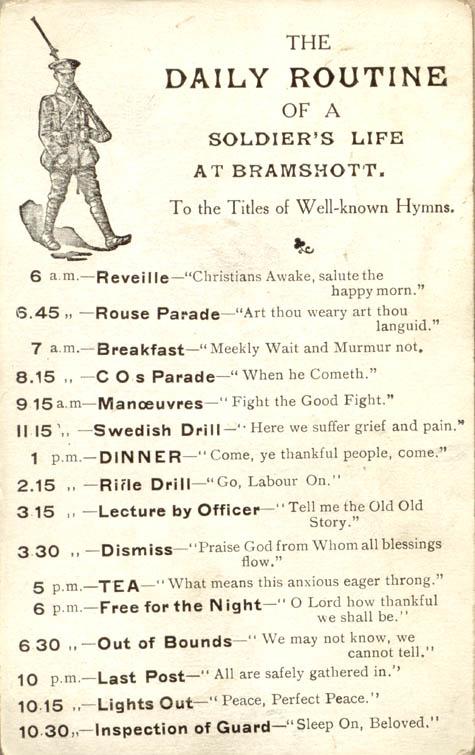 THE
DAILY ROUTINE
OF A
SOLDIER'S LIFE
AT BRAMSHOTT.
To the Titles of Well-known Hymns.
6 a.m.—Reveille—"Christians Awake, salute the
happy morn."
6.45 „ —Rouse Parade—"Art thou weary art thou
languid."
7 a.m.—Breakfast—"Meekly Wait and Murmur not.
8.15 „ —C O s Parade—"When he Cometh."
9 15 a.m—Manœuvres—"Fight the Good Fight."
11 15 „ —Swedish Drill—"Here we suffer grief and pain."
1 p.m.—DINNER—"Come, ye thankful people, come."
2.15 „ —Rifle Drill—"Go, Labour On."
3 15 „ —Lecture by Officer—"Tell me the Old Old
Story."
3 30 „ —Dismiss—"Praise God from Whom all blessings
flow."
5 p.m.—TEA—"What means this anxious eager throng."
6 p.m.—Free for the Night—"O Lord how thankful
we shall be."
6 30 „ —Out of Bounds—"We may not know, we
cannot tell."
10 p.m.—Last Post—"All are safely gathered in."
10.15 „—Lights Out—"Peace, Perfect Peace."
10.30„—Inspection of Guard—"Sleep On, Beloved."